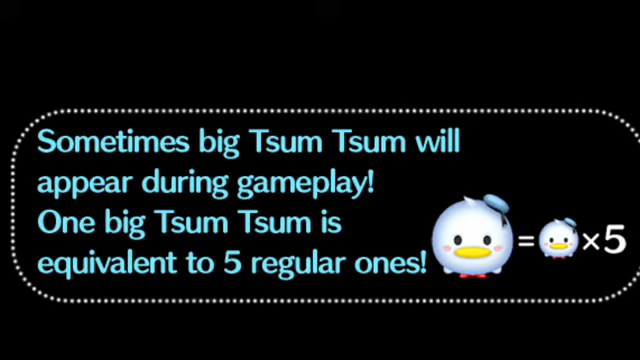 Sometimes big Tsum Tsum will
appear during gameplay!
One big Tsum Tsum is
equivalent to 5 regular ones!
=×5